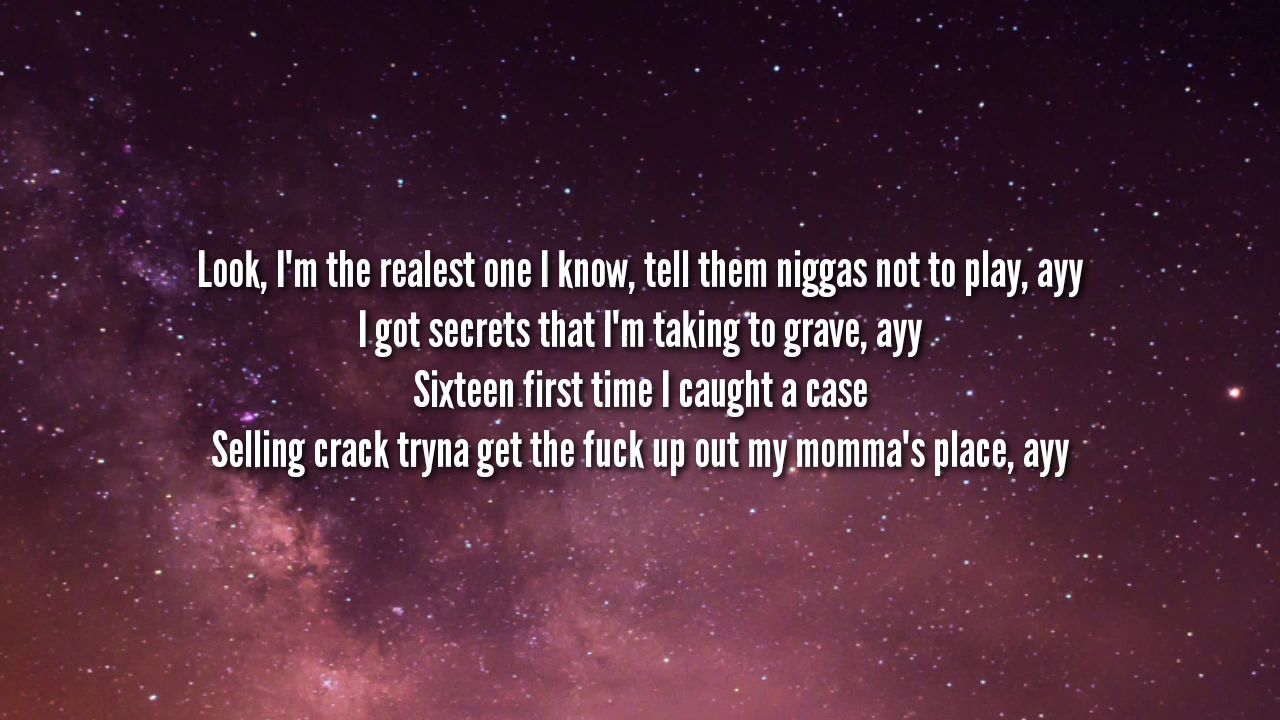 Look, I'm the realest one I know, tell them niggas not to play, ayy
I got secrets that I'm taking to grave, ayy
Sixteen first time I caught a case
Selling crack tryna get the fuck up out my momma's place, ayy